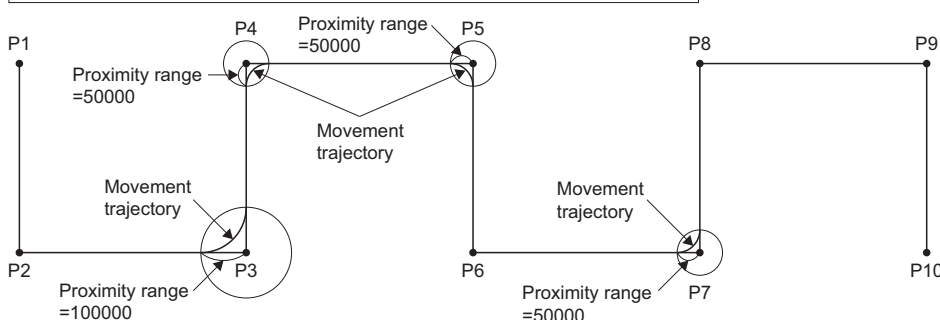 P1
P4
Proximity range
=50000
P5
P8
P9
Proximity range
=50000
Movement
trajectory
Movement
trajectory
Movement
trajectory
P2
P3
P6
P7
P10
Proximity range
=100000
Proximity range
=50000